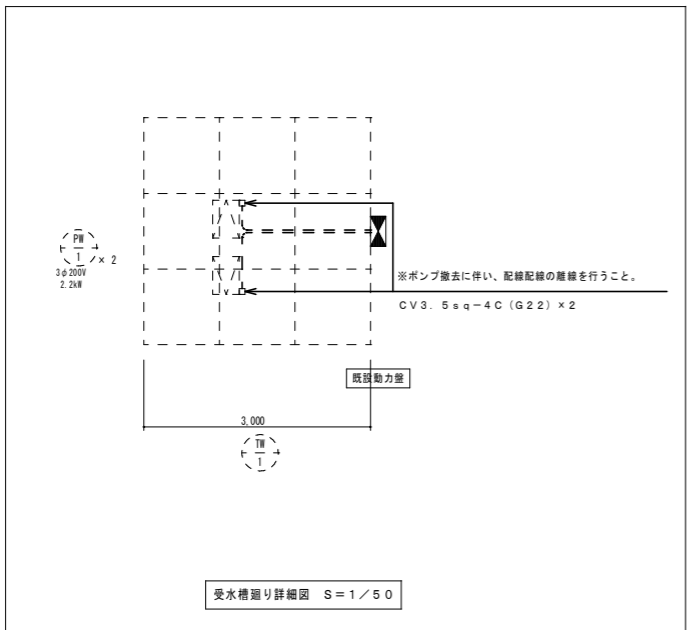 PW
1
× 2
3φ200V
2.2kW
※ポンプ撤去に伴い、配線配線の離線を行うこと。
CV3.5sq-4C(G22)×2
既設動力盤
3,000
TW
1
受水槽廻り詳細図 S=1/50